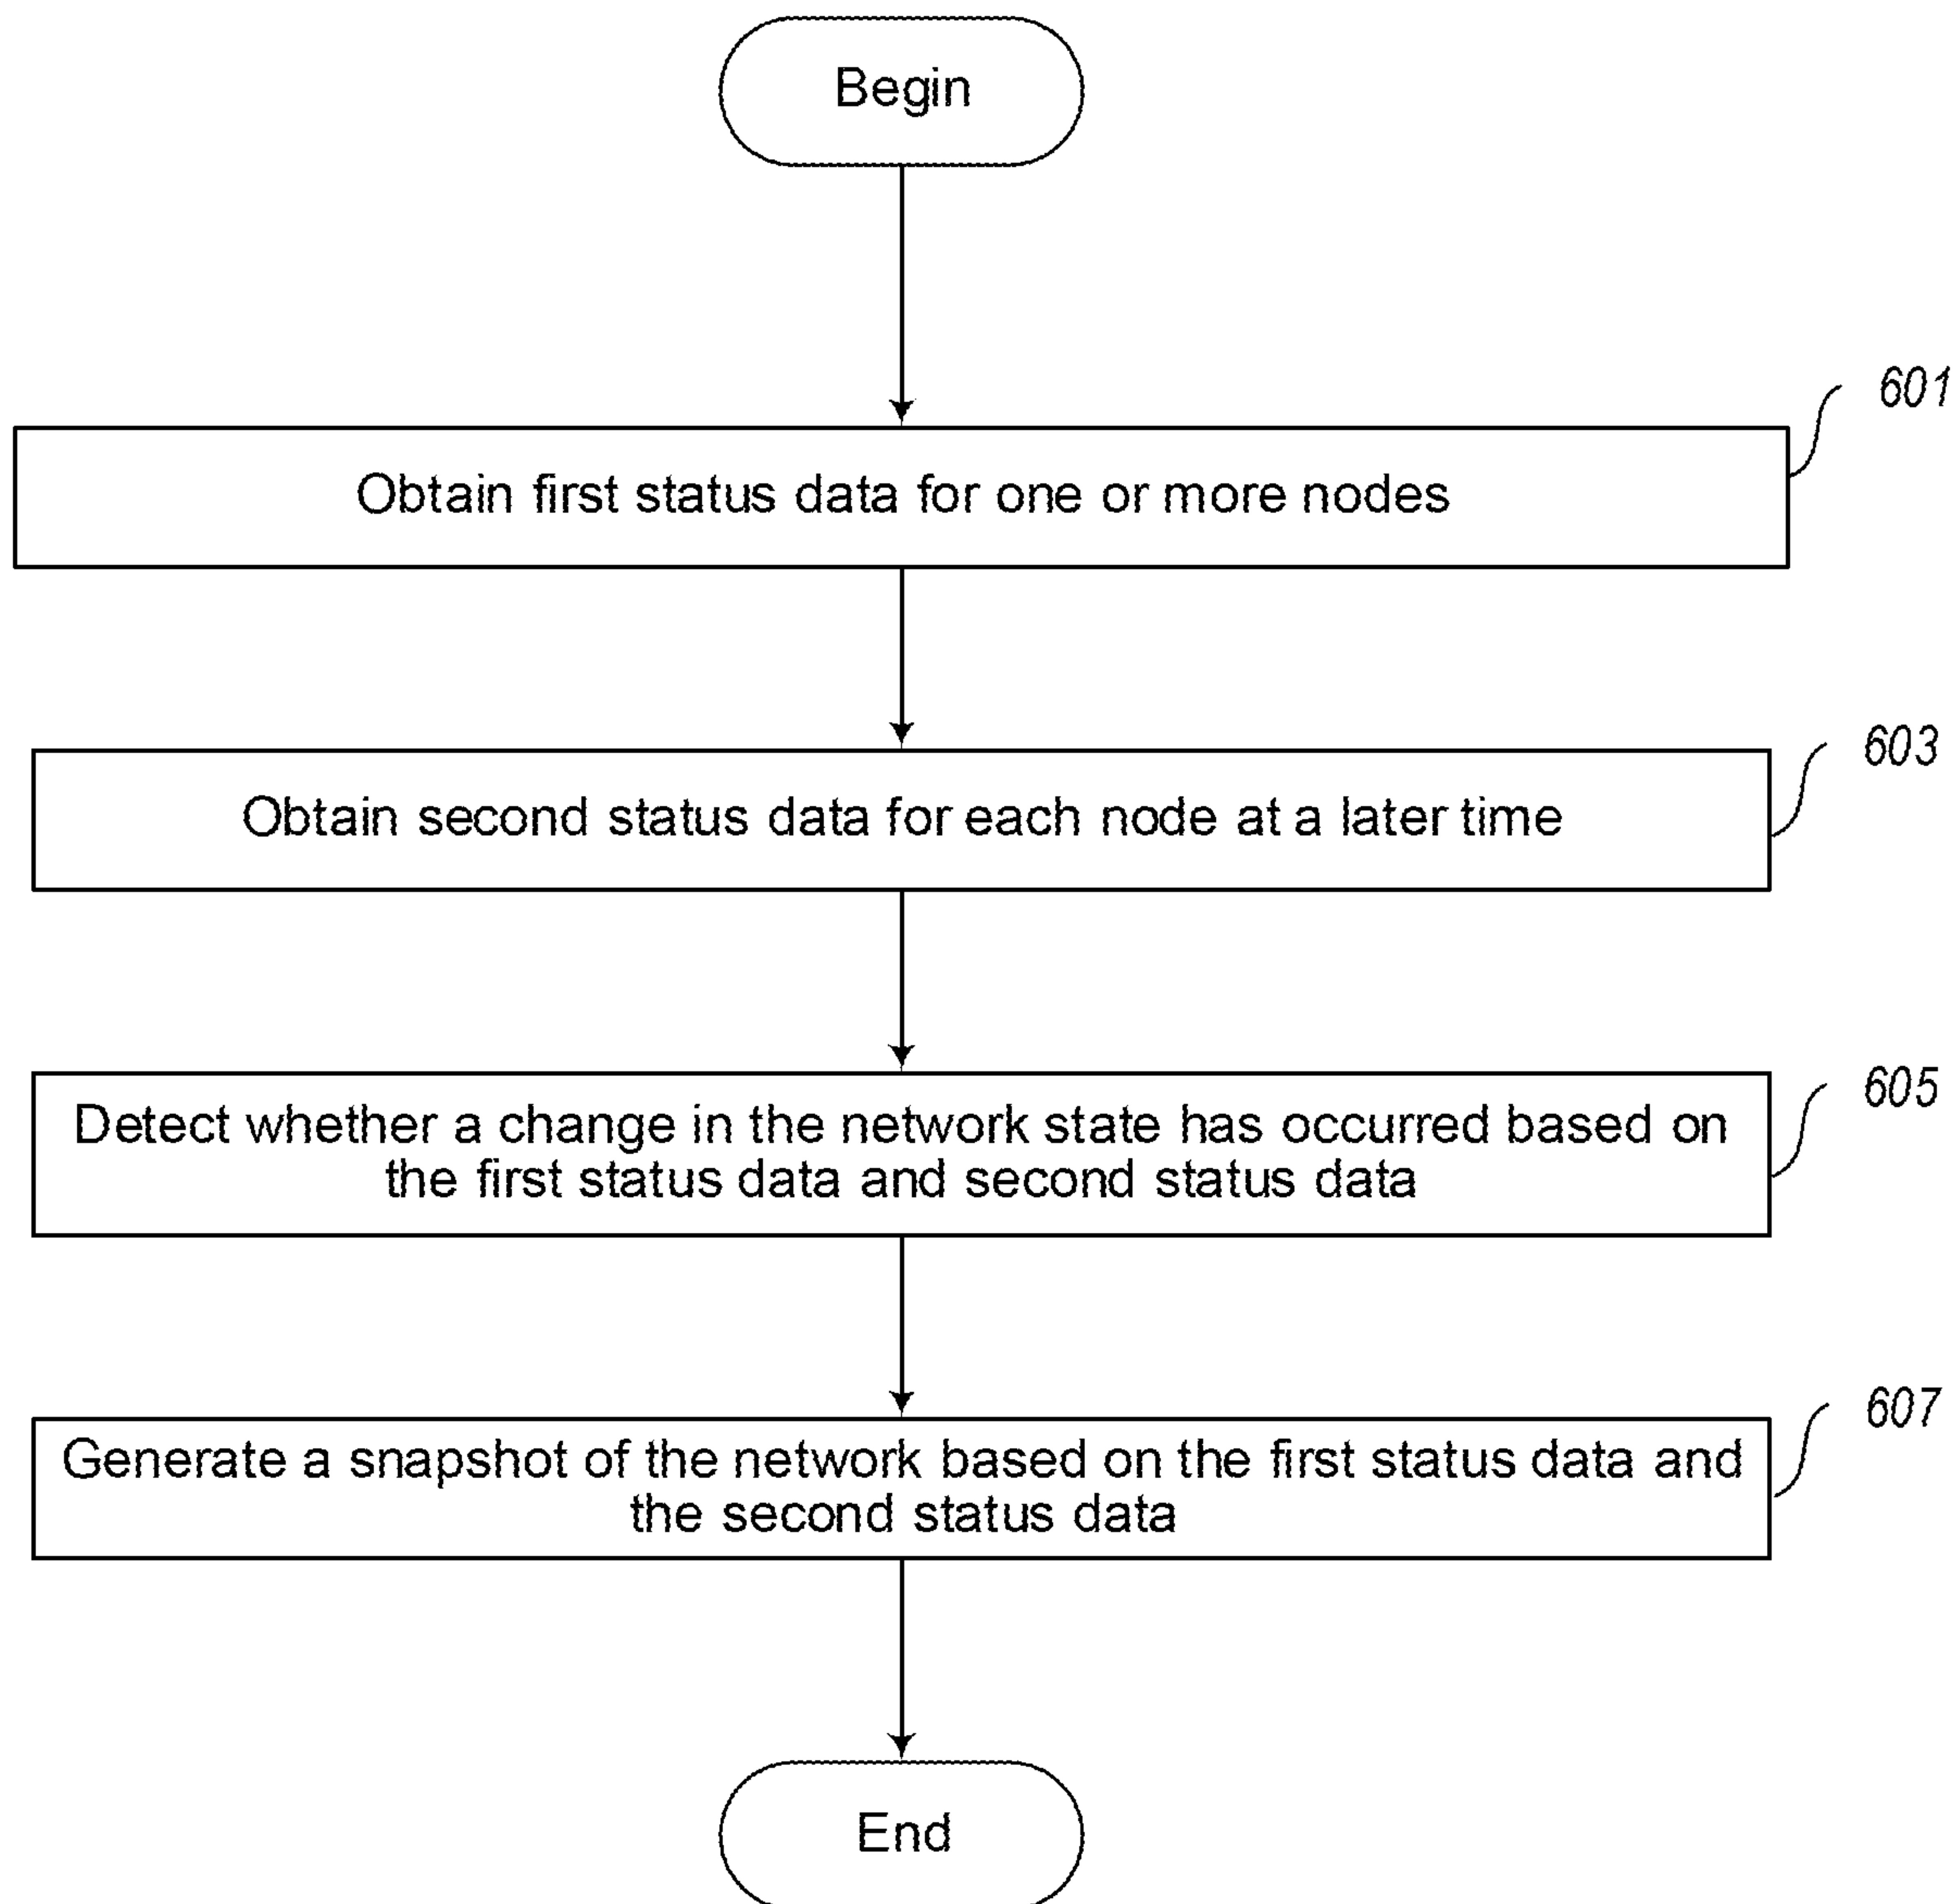 Begin
601
Obtain first status data for one or more nodes
603
Obtain second status data for each node at a later time
605
Detect whether a change in the network state has occurred based on
the first status data and second status data
607
Generate a snapshot of the network based on the first status data and
the second status data
End